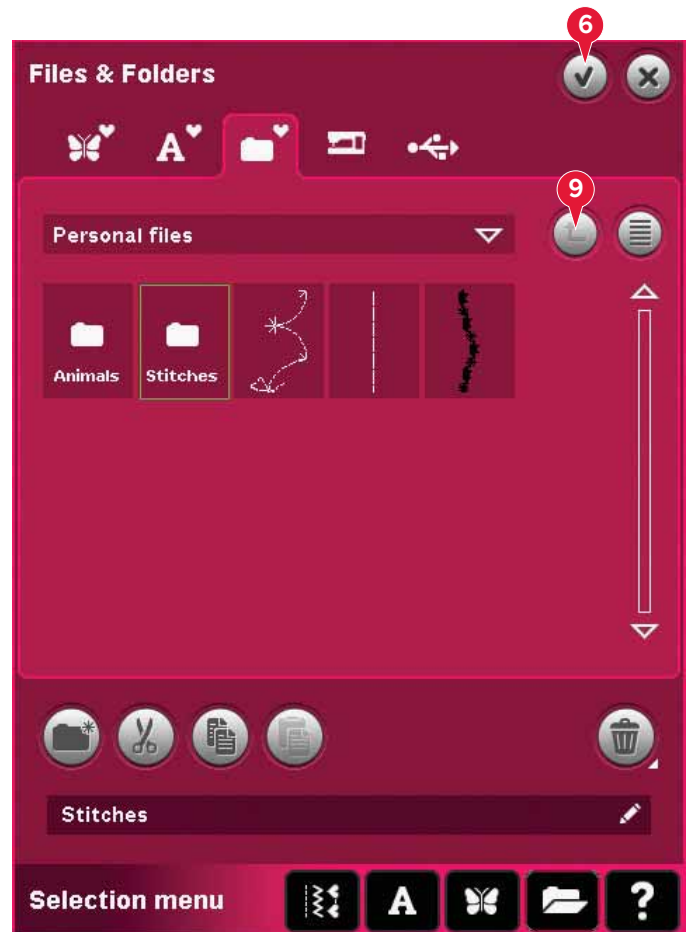 6
Files & Folders
A
9
Personal files
Animals
Stitches
Stitches
Selection menu
A
?